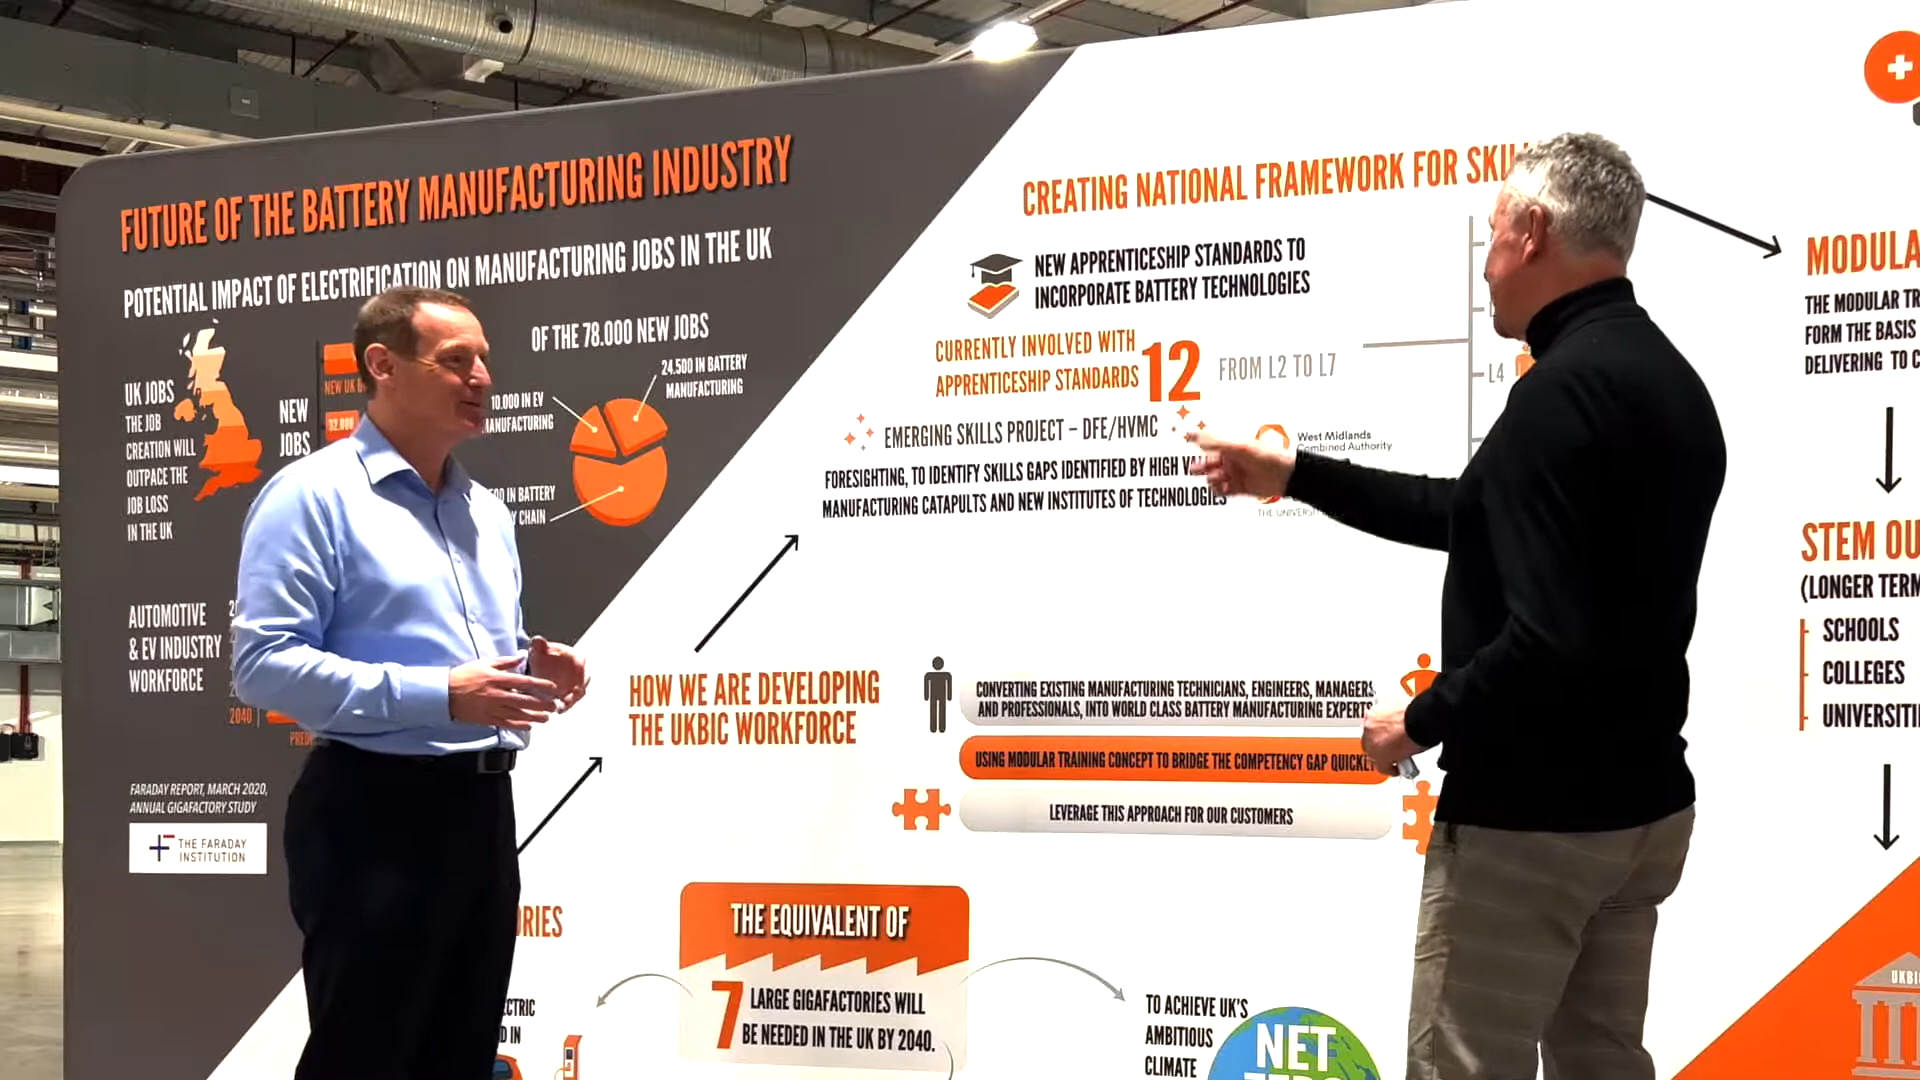 FUTURE OF THE BATTERY MANUFACTURING INDUSTRY
POTENTIAL IMPACT OF ELECTRIFICATION ON MANUFACTURING JOBS IN THE UK
UK JOBS
THE JOB
CREATION WILL
OUTPACE THE
JOB LOSS
IN THE UK
NEW
JOBS
NEW UK
32.000
OF THE 78.000 NEW JOBS
24.500 IN BATTERY
MANUFACTURING
10.000 IN EV
MANUFACTURING
IN BATTERY
CHAIN
AUTOMOTIVE
& EV INDUSTRY
WORKFORCE
2040
FARADAY REPORT, MARCH 2020,
ANNUAL GIGAFACTORY STUDY
THE FARADAY
INSTITUTION
CREATING NATIONAL FRAMEWORK FOR
NEW APPRENTICESHIP STANDARDS TO
INCORPORATE BATTERY TECHNOLOGIES
CURRENTLY INVOLVED WITH
APPRENTICESHIP STANDARDS 12
FROM L2 TO L7
L4
EMERGING SKILLS PROJECT – DFE/HVMC
FORESIGHTING, TO IDENTIFY SKILLS GAPS IDENTIFIED BY HIGH
MANUFACTURING CATAPULTS AND NEW INSTITUTES OF TECHNOLOGIES
West Midlands
Combined Authority
THE
HOW WE ARE DEVELOPING
THE UKBIC WORKFORCE
CONVERTING EXISTING MANUFACTURING TECHNICIANS, ENGINEERS, MANAGERS
AND PROFESSIONALS, INTO WORLD CLASS BATTERY MANUFACTURING EXPERTS
USING MODULAR TRAINING CONCEPT TO BRIDGE THE COMPETENCY GAP QUICKLY
LEVERAGE THIS APPROACH FOR OUR CUSTOMERS
THE EQUIVALENT OF
7 LARGE GIGAFACTORIES WILL
BE NEEDED IN THE UK BY 2040.
TO ACHIEVE UK'S
AMBITIOUS
CLIMATE
NET
THE MODULAR
FORM THE BASIS
DELIVERING TO
STEM
(LONGER TERM
SCHOOLS
COLLEGES